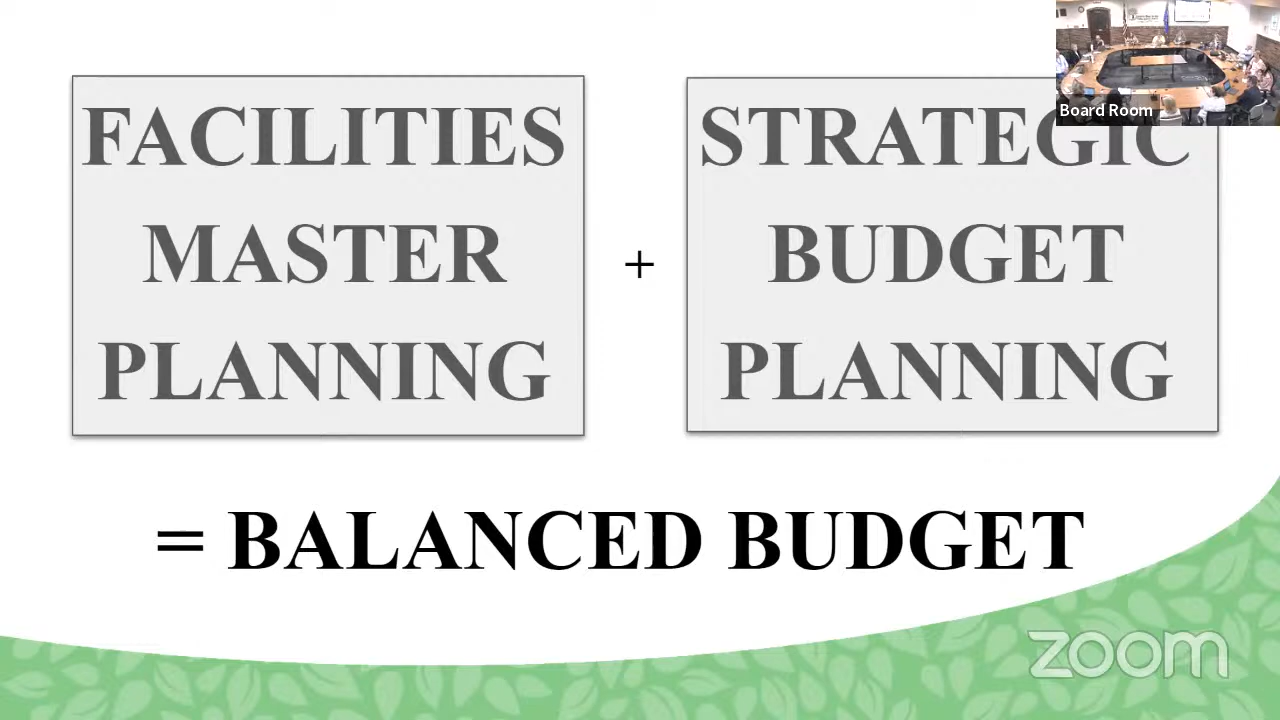 Board Room
FACILITIES
MASTER
PLANNING
+
STRATEGIC
BUDGET
PLANNING
= BALANCED BUDGET
zoom